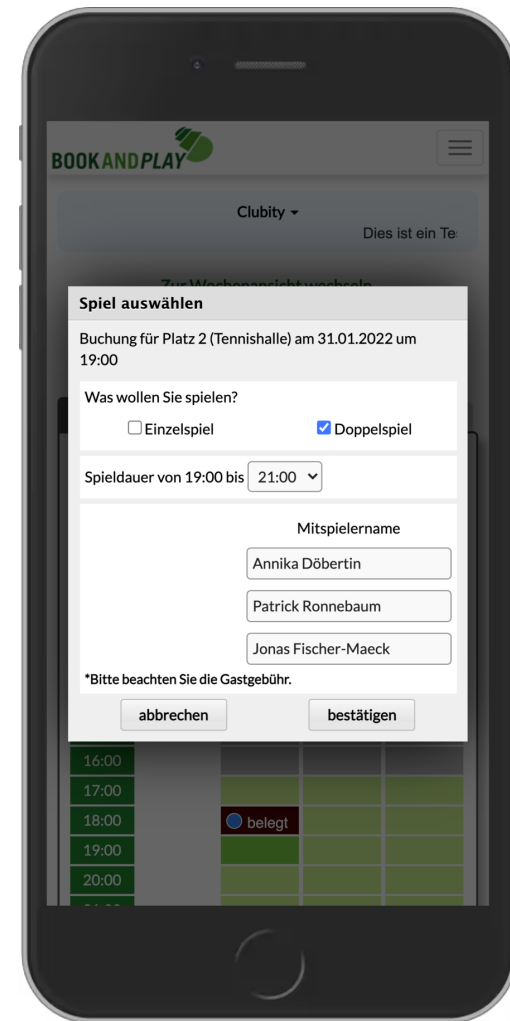 BOOKANDPLAY
Clubity
Dies ist ein Te
Zur Wochenansicht wechseln
Spiel auswählen
Buchung für Platz 2 (Tennishalle) am 31.01.2022 um
19:00
Was wollen Sie spielen?
Einzelspiel Doppelspiel
Spieldauer von 19:00 bis 21:00
Mitspielername
Annika Döbertin
Patrick Ronnebaum
Jonas Fischer-Maeck
*Bitte beachten Sie die Gastgebühr.
abbrechen bestätigen
16:00
17:00
18:00 belegt
19:00
20:00